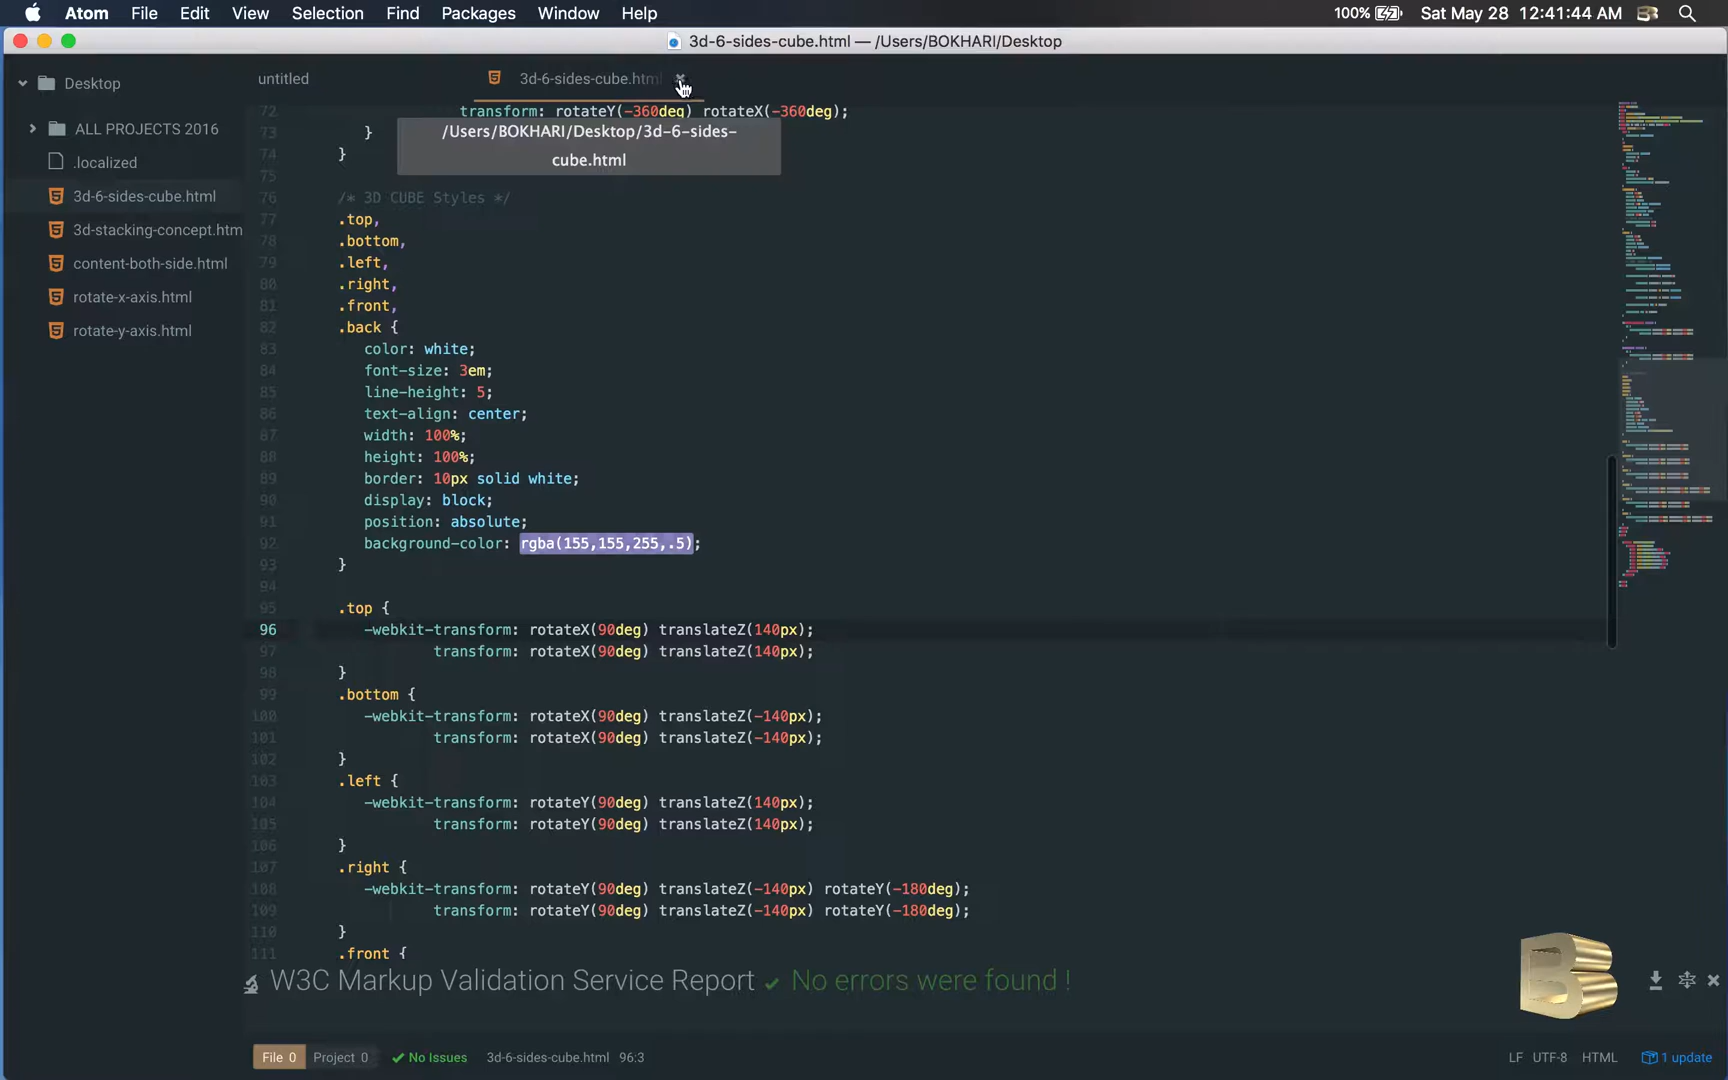 Atom File Edit View Selection Find Packages Window Help 100% Sat May 28 12:41:44 AM
3d-6-sides-cube.html — /Users/BOKHARI/Desktop
Desktop
ALL PROJECTS 2016
.localized
3d-6-sides-cube.html
3d-stacking-concept.htm
content-both-side.html
rotate-x-axis.html
rotate-y-axis.html
untitled 3d-6-sides-cube.html
/Users/BOKHARI/Desktop/3d-6-sides-
cube.html
72 transform: rotateY(-360deg) rotateX(-360deg);
73 }
74 }
75
76 /* 3D CUBE Styles */
77 .top,
78 .bottom,
79 .left,
80 .right,
81 .front,
82 .back {
83 color: white;
84 font-size: 3em;
85 line-height: 5;
86 text-align: center;
87 width: 100%;
88 height: 100%;
89 border: 10px solid white;
90 display: block;
91 position: absolute;
92 background-color: rgba(155,155,255,.5);
93 }
94
95 .top {
96 -webkit-transform: rotateX(90deg) translateZ(140px);
97 transform: rotateX(90deg) translateZ(140px);
98 }
99 .bottom {
100 -webkit-transform: rotateX(90deg) translateZ(-140px);
101 transform: rotateX(90deg) translateZ(-140px);
102 }
103 .left {
104 -webkit-transform: rotateY(90deg) translateZ(140px);
105 transform: rotateY(90deg) translateZ(140px);
106 }
107 .right {
108 -webkit-transform: rotateY(90deg) translateZ(-140px) rotateY(-180deg);
109 transform: rotateY(90deg) translateZ(-140px) rotateY(-180deg);
110 }
111 .front {
W3C Markup Validation Service Report ✔ No errors were found !
B
File 0 Project 0 ✔ No Issues 3d-6-sides-cube.html 96:3 LF UTF-8 HTML 1 update